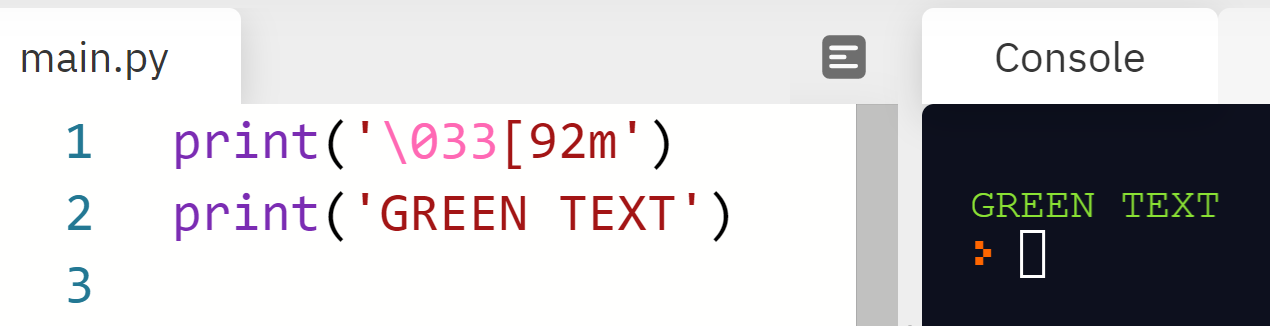 main.py
1 print('\033[92m')
2 print('GREEN TEXT')
3
Console
GREEN TEXT